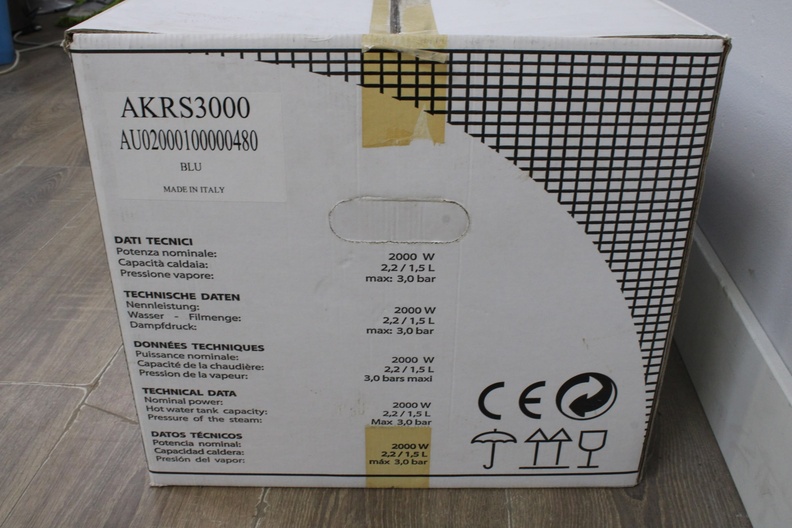 AKRS3000
AU02000100000480
BLU
MADE IN ITALY
DATI TECNICI
Potenza nominale: 2000 W
Capacità caldaia: 2,2 / 1,5 L
Pressione vapore: max: 3,0 bar
TECHNISCHE DATEN
Nennleistung: 2000 W
Wasser - Filmenge: 2,2 / 1,5 L
Dampfdruck: max: 3,0 bar
DONNÉES TECHNIQUES
Puissance nominale: 2000 W
Capacité de la chaudière: 2,2 / 1,5 L
Pression de la vapeur: 3,0 bars maxi
TECHNICAL DATA
Nominal power: 2000 W
Hot water tank capacity: 2,2 / 1,5 L
Pressure of the steam: Max 3,0 bar
DATOS TÉCNICOS
Potencia nominal: 2000 W
Capacidad caldera: 2,2 / 1,5 L
Presión del vapor: máx 3,0 bar
CE